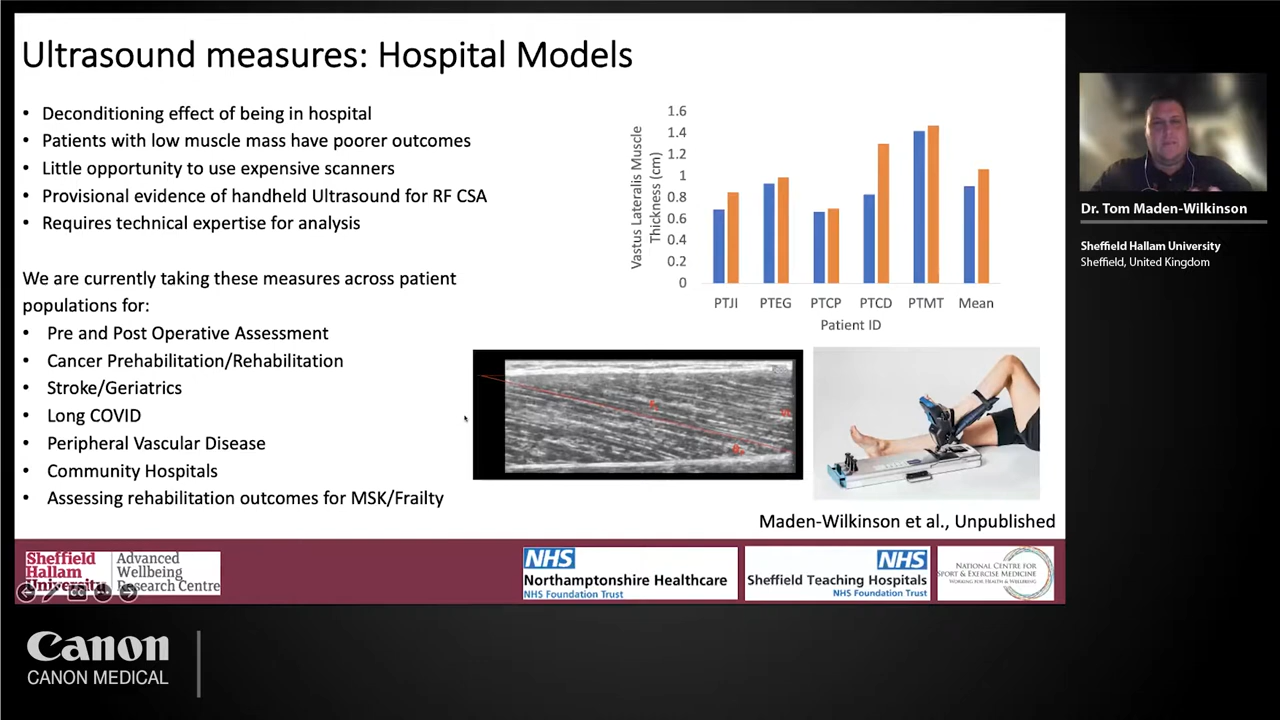 Ultrasound measures: Hospital Models
• Deconditioning effect of being in hospital
• Patients with low muscle mass have poorer outcomes
• Little opportunity to use expensive scanners
• Provisional evidence of handheld Ultrasound for RF CSA
• Requires technical expertise for analysis
We are currently taking these measures across patient
populations for:
• Pre and Post Operative Assessment
• Cancer Prehabilitation/Rehabilitation
• Stroke/Geriatrics
• Long COVID
• Peripheral Vascular Disease
• Community Hospitals
• Assessing rehabilitation outcomes for MSK/Frailty
Vastus Lateralis Muscle
Thickness (cm)
1.6
1.4
1.2
1
0.8
0.6
0.4
0.2
0
PTJI PTEG PTCP PTCD PTMT Mean
Patient ID
Maden-Wilkinson et al., Unpublished
Sheffield
Hallam
University
Advanced
Wellbeing
Research Centre
NHS
Northamptonshire Healthcare
NHS Foundation Trust
NHS
Sheffield Teaching Hospitals
NHS Foundation Trust
NATIONAL CENTRE FOR
SPORT & EXERCISE MEDICINE
WORKING FOR HEALTH & WELLBEING
Dr. Tom Maden-Wilkinson
Sheffield Hallam University
Sheffield, United Kingdom
Canon
CANON MEDICAL